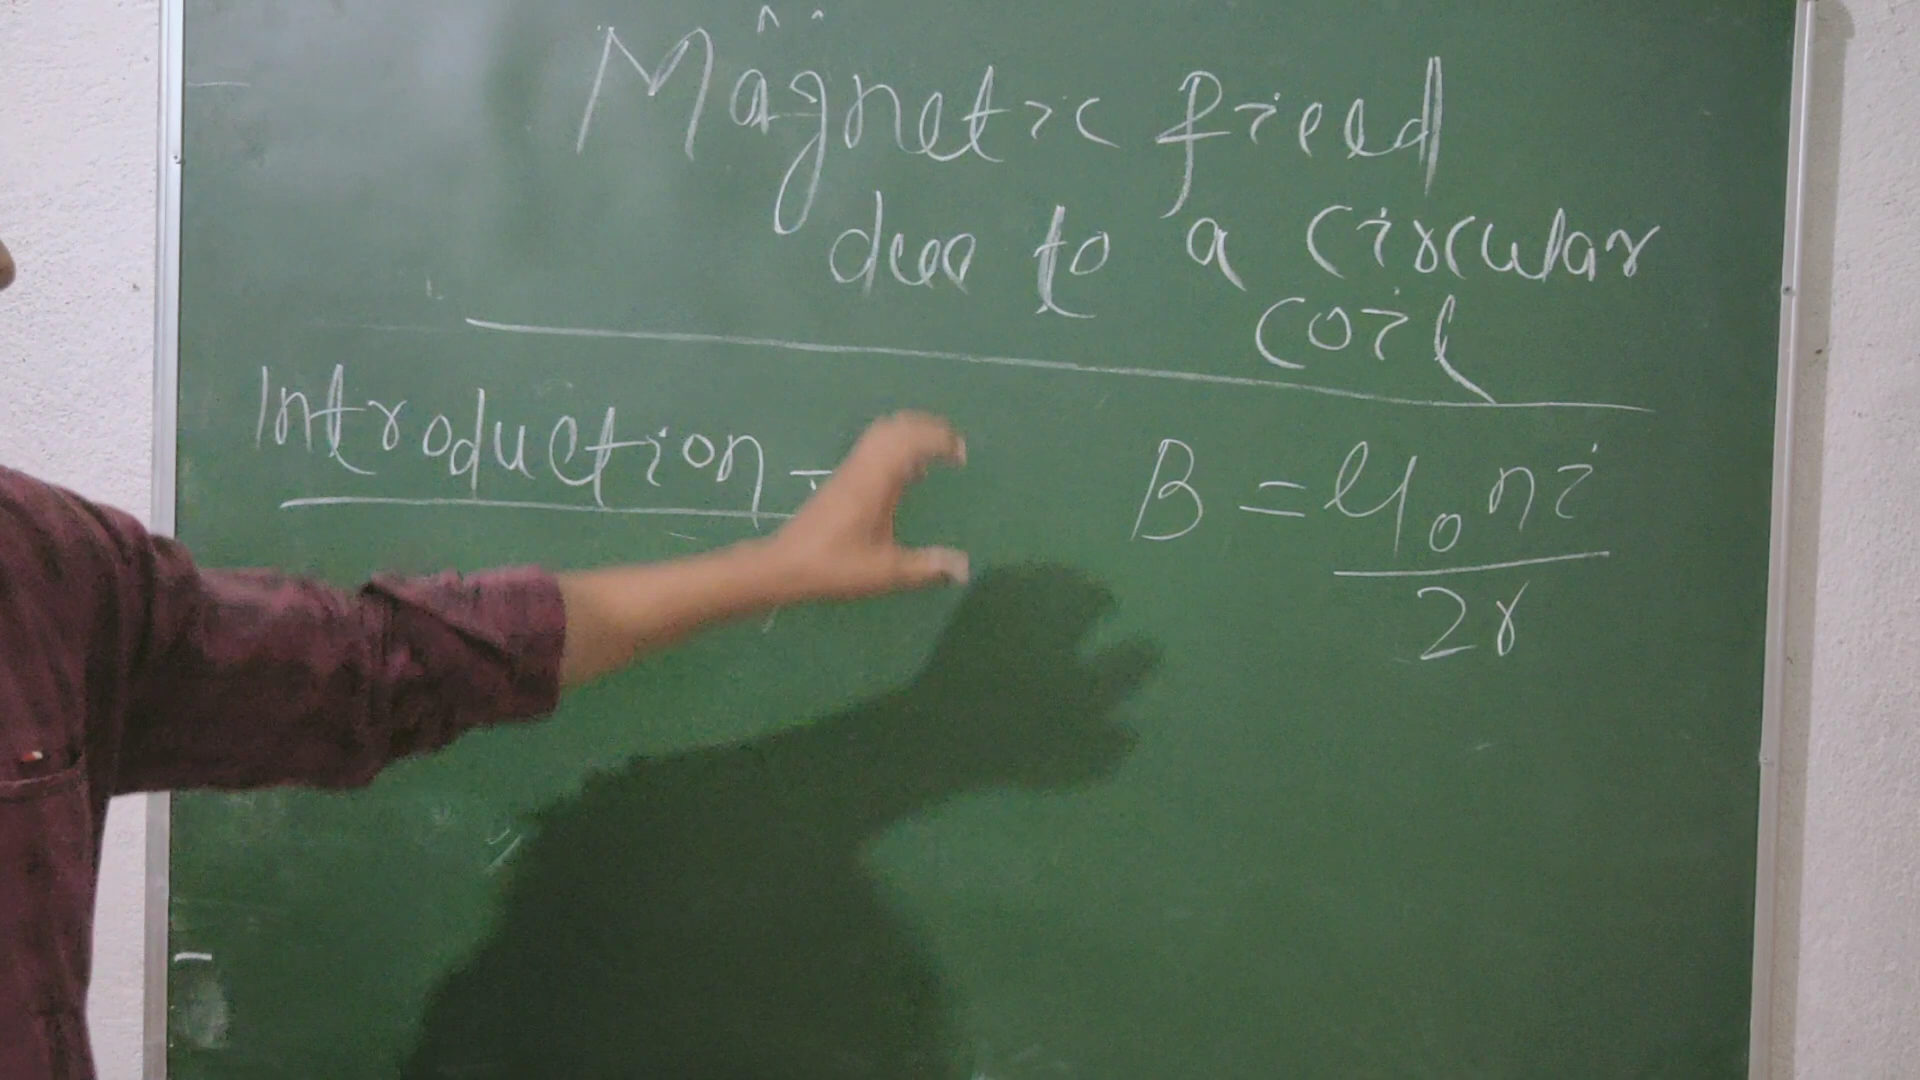 Magnetic field
due to a circular
coil
Introduction -
B = μ₀ni
2r